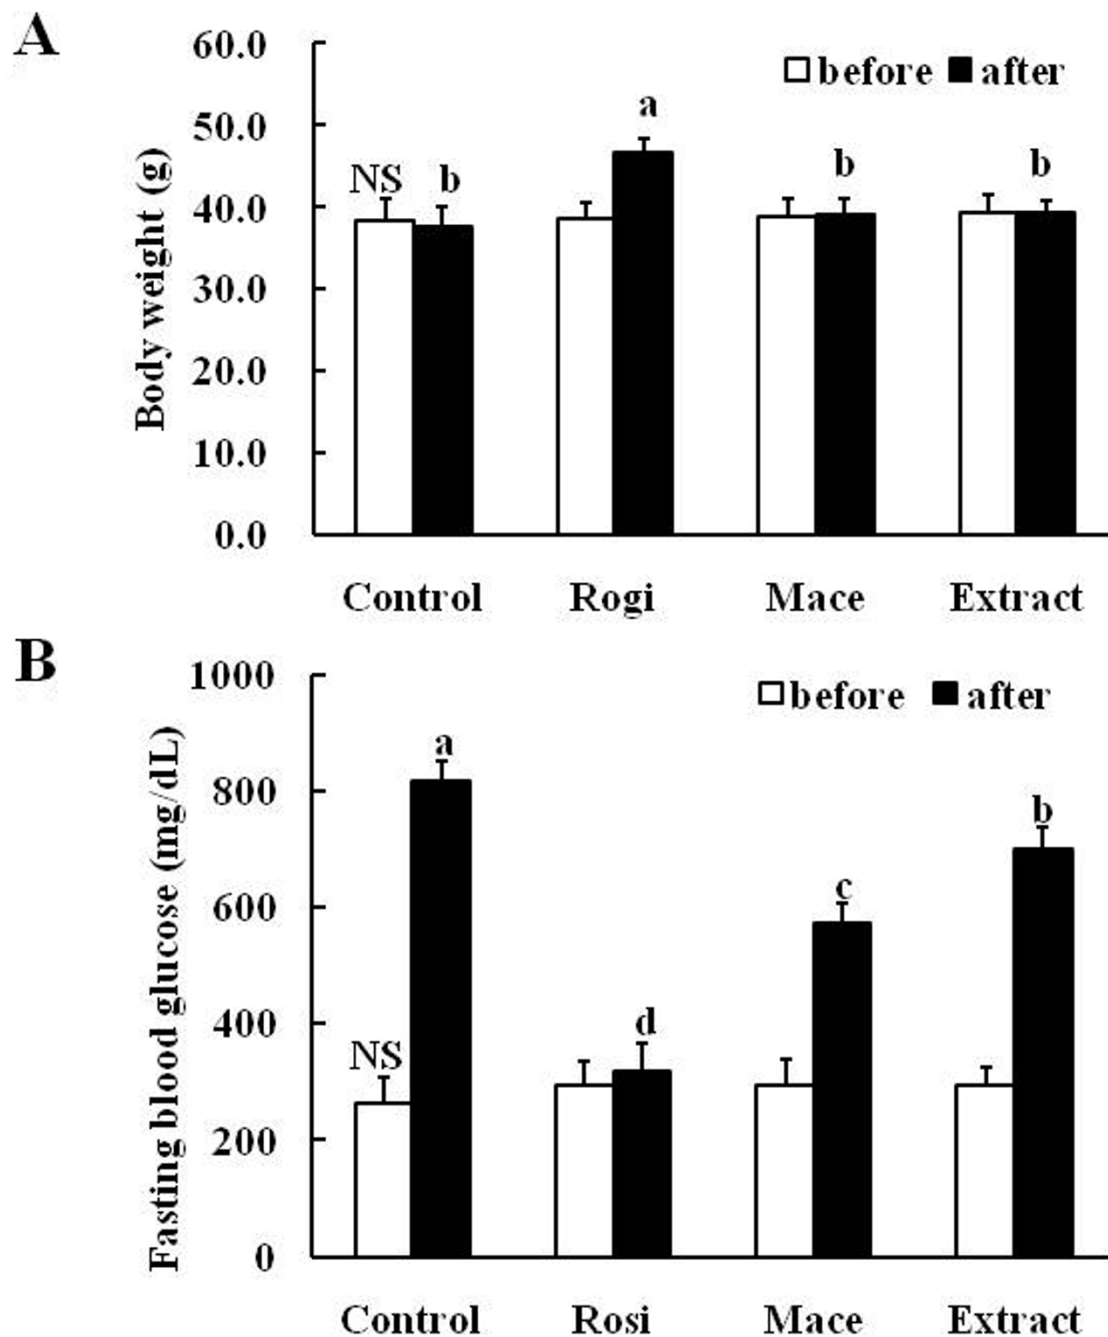 A
60.0
50.0
40.0
30.0
20.0
10.0
0.0
Body weight (g)
before after
NS b a b b
Control Rogi Mace Extract
B
1000
800
600
400
200
0
Fasting blood glucose (mg/dL)
before after
NS a d c b
Control Rosi Mace Extract